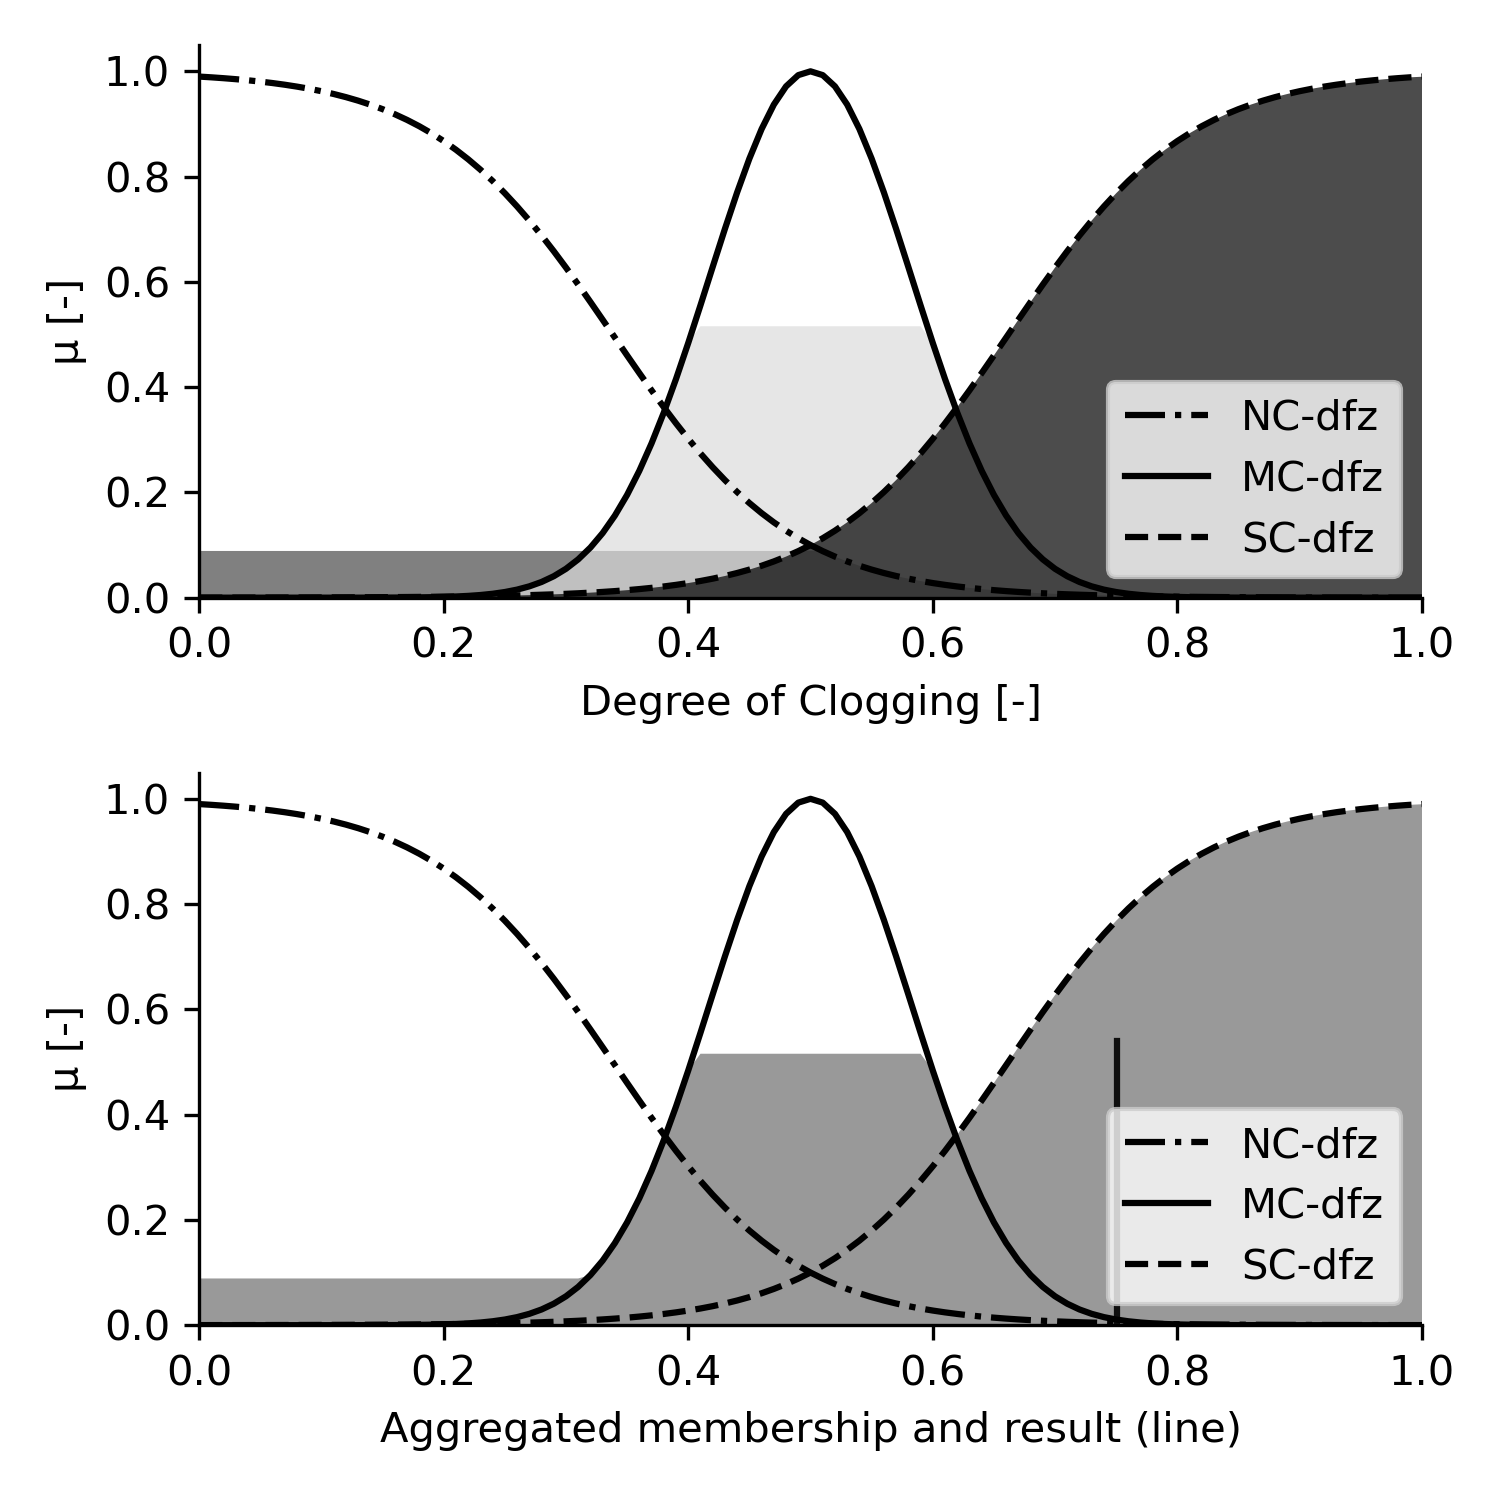 1.0
0.8
0.6
0.4
0.2
0.0
μ [-]
NC-dfz
MC-dfz
SC-dfz
0.0 0.2 0.4 0.6 0.8 1.0
Degree of Clogging [-]
1.0
0.8
0.6
0.4
0.2
0.0
μ [-]
NC-dfz
MC-dfz
SC-dfz
0.0 0.2 0.4 0.6 0.8 1.0
Aggregated membership and result (line)